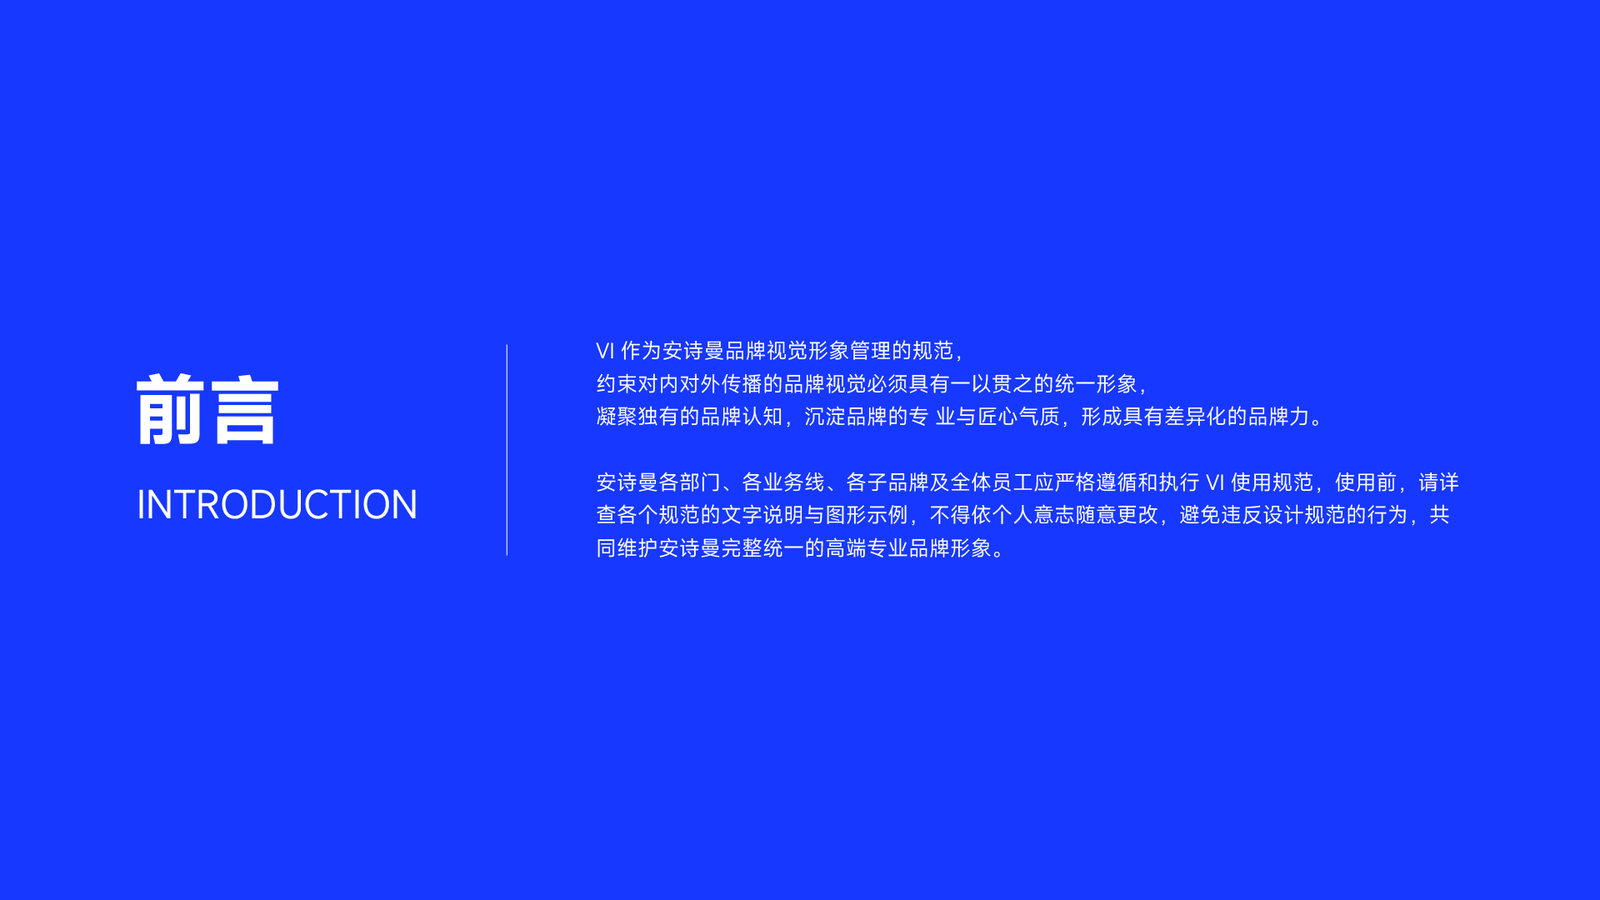 前言
INTRODUCTION
VI 作为安诗曼品牌视觉形象管理的规范，
约束对内对外传播的品牌视觉必须具有一以贯之的统一形象，
凝聚独有的品牌认知，沉淀品牌的专 业与匠心气质，形成具有差异化的品牌力。
安诗曼各部门、各业务线、各子品牌及全体员工应严格遵循和执行 VI 使用规范，使用前，请详
查各个规范的文字说明与图形示例，不得依个人意志随意更改，避免违反设计规范的行为，共
同维护安诗曼完整统一的高端专业品牌形象。